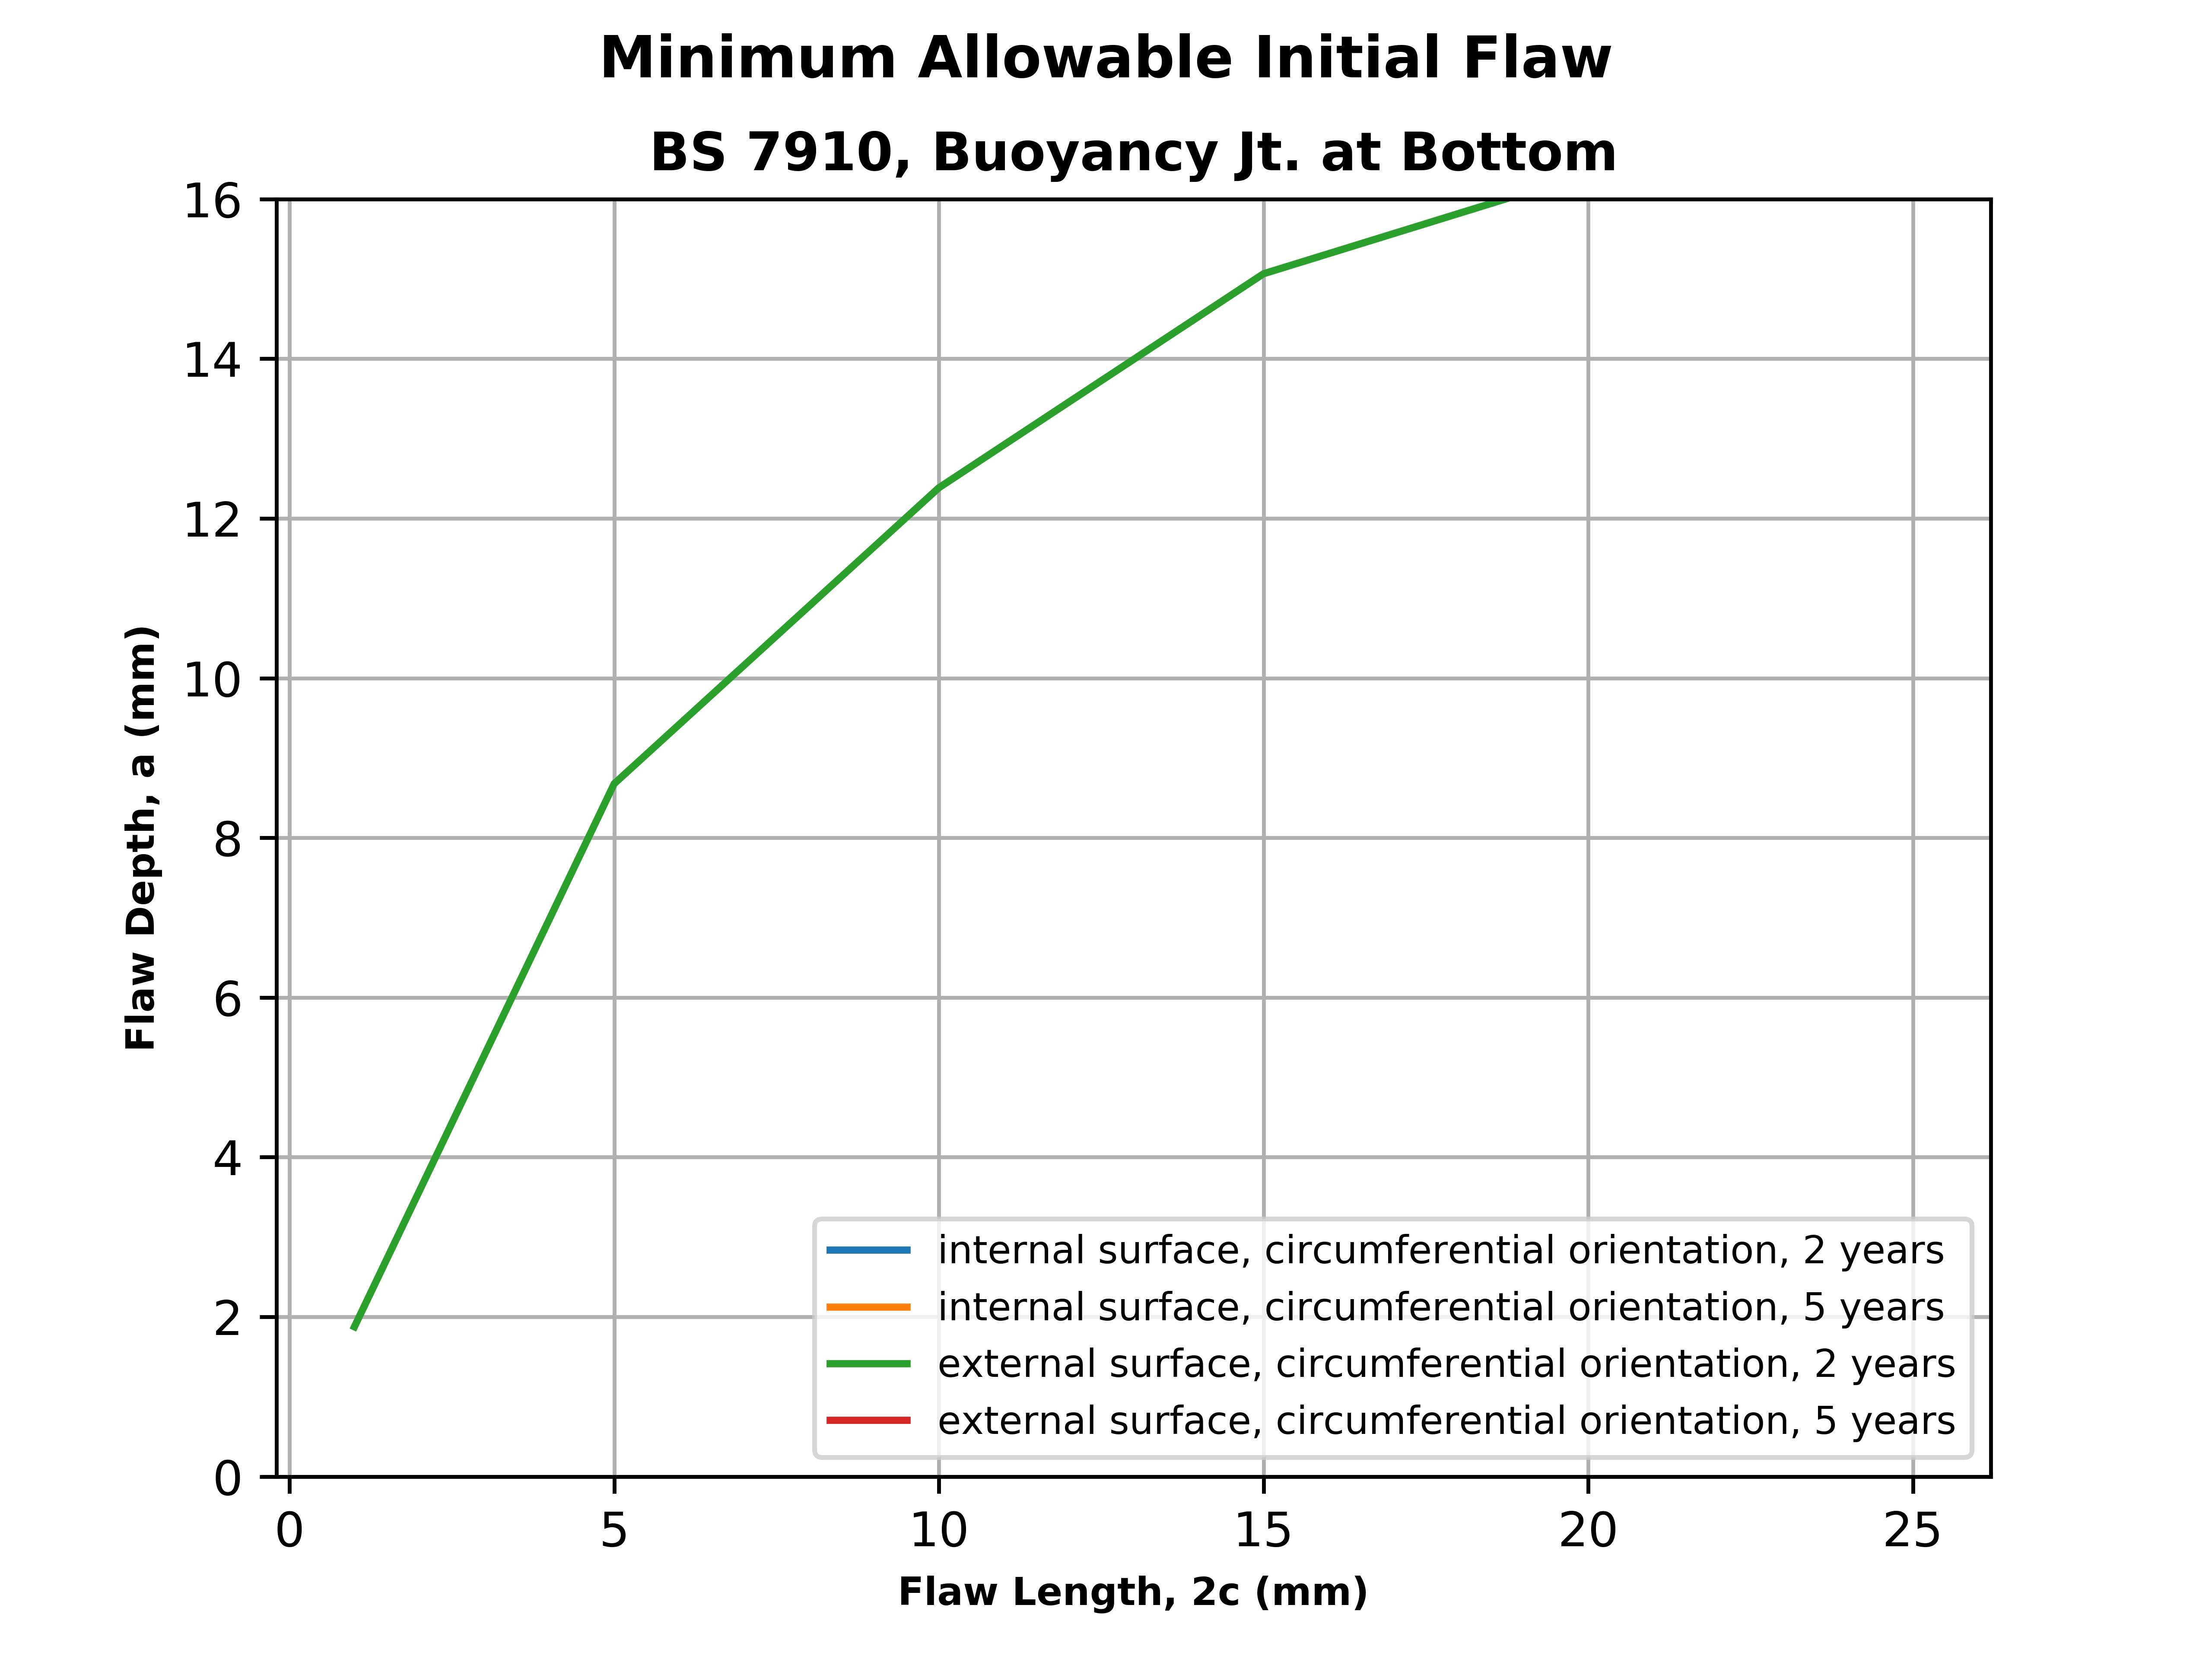 Minimum Allowable Initial Flaw
BS 7910, Buoyancy Jt. at Bottom
16
14
12
10
8
6
4
2
0
Flaw Depth, a (mm)
internal surface, circumferential orientation, 2 years
internal surface, circumferential orientation, 5 years
external surface, circumferential orientation, 2 years
external surface, circumferential orientation, 5 years
0 5 10 15 20 25
Flaw Length, 2c (mm)